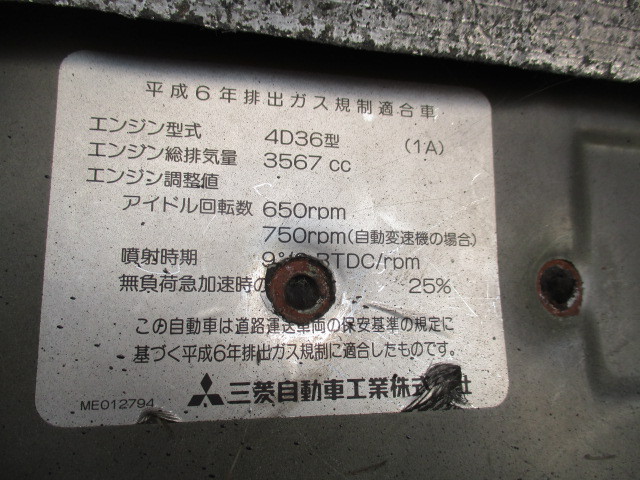 平成6年排出ガス規制適合車
エンジン型式 4D36型 (1A)
エンジン総排気量 3567 cc
エンジン調整値
アイドル回転数 650rpm
750rpm(自動変速機の場合)
噴射時期 BTDC/rpm
無負荷急加速時の 25%
この自動車は道路運送車両の保安基準の規定に
基づく平成6年排出ガス規制に適合したものです。
ME012794 三菱自動車工業株式会社